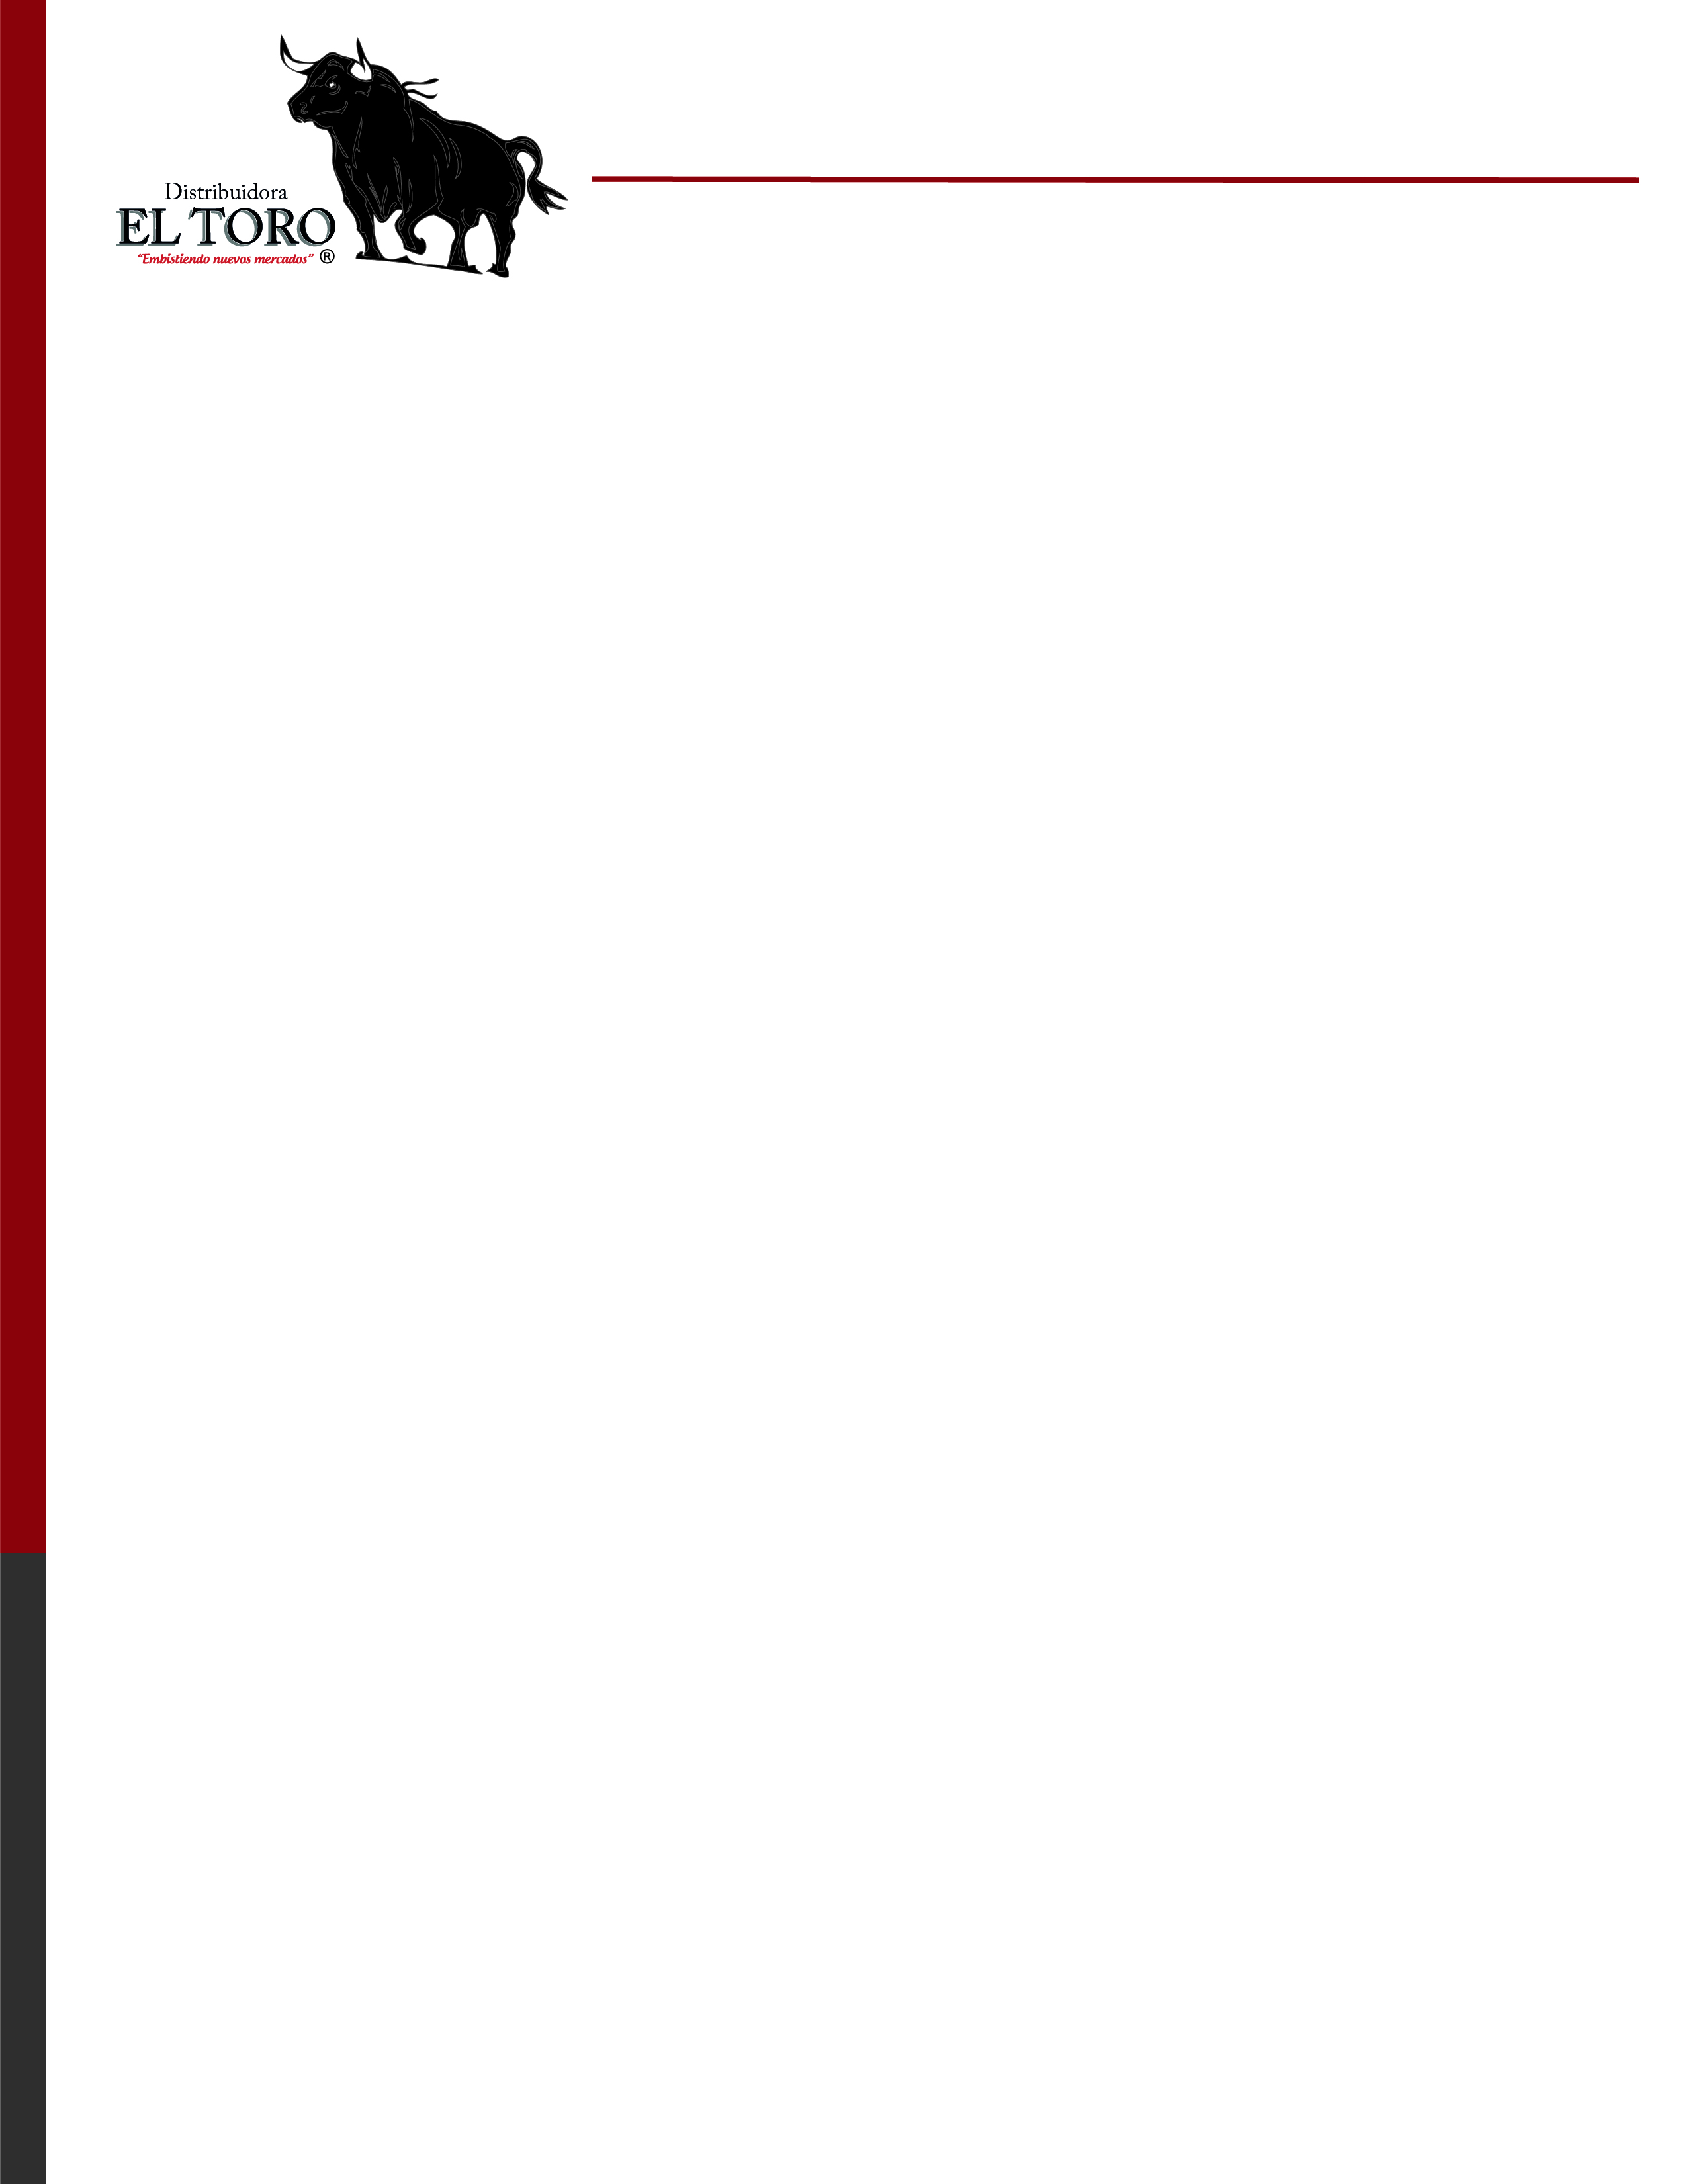 Distribuidora
EL TORO
“Embistiendo nuevos mercados” ®